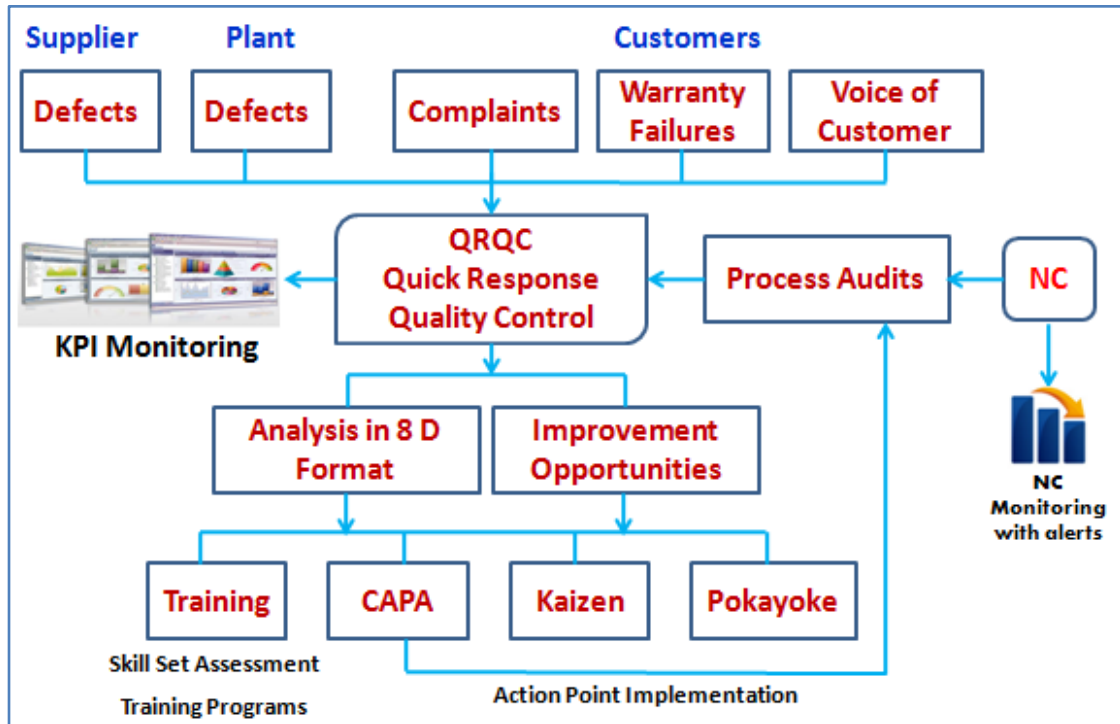 Supplier
Plant
Customers
Defects
Defects
Complaints
Warranty
Failures
Voice of
Customer
QRQC
Quick Response
Quality Control
Process Audits
NC
KPI Monitoring
Analysis in 8 D
Format
Improvement
Opportunities
NC
Monitoring
with alerts
Training
CAPA
Kaizen
Pokayoke
Skill Set Assessment
Training Programs
Action Point Implementation